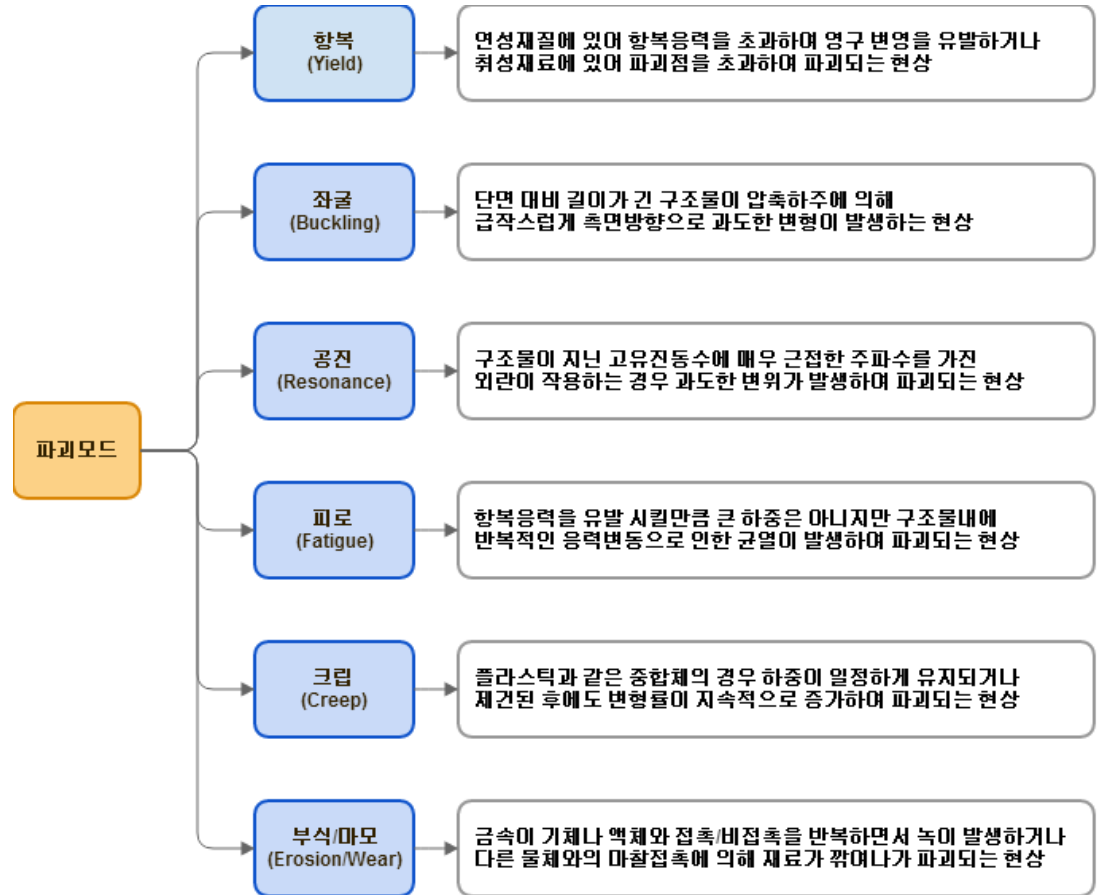 항복
(Yield)
연성재질에 있어 항복응력을 초과하여 영구 변영을 유발하거나
취성재료에 있어 파괴점을 초과하여 파괴되는 현상
좌굴
(Buckling)
단면 대비 길이가 긴 구조물이 압축하주에 의해
급작스럽게 측면방향으로 과도한 변형이 발생하는 현상
공진
(Resonance)
구조물이 지닌 고유진동수에 매우 근접한 주파수를 가진
외란이 작용하는 경우 과도한 변위가 발생하여 파괴되는 현상
파괴모드
피로
(Fatigue)
항복응력을 유발 시킬만큼 큰 하중은 아니지만 구조물내에
반복적인 응력변동으로 인한 균열이 발생하여 파괴되는 현상
크립
(Creep)
플라스틱과 같은 중합체의 경우 하중이 일정하게 유지되거나
제건된 후에도 변형률이 지속적으로 증가하여 파괴되는 현상
부식/마모
(Erosion/Wear)
금속이 기체나 액체와 접촉/비접촉을 반복하면서 녹이 발생하거나
다른 물체와의 마찰접촉에 의해 재료가 깎여나가 파괴되는 현상